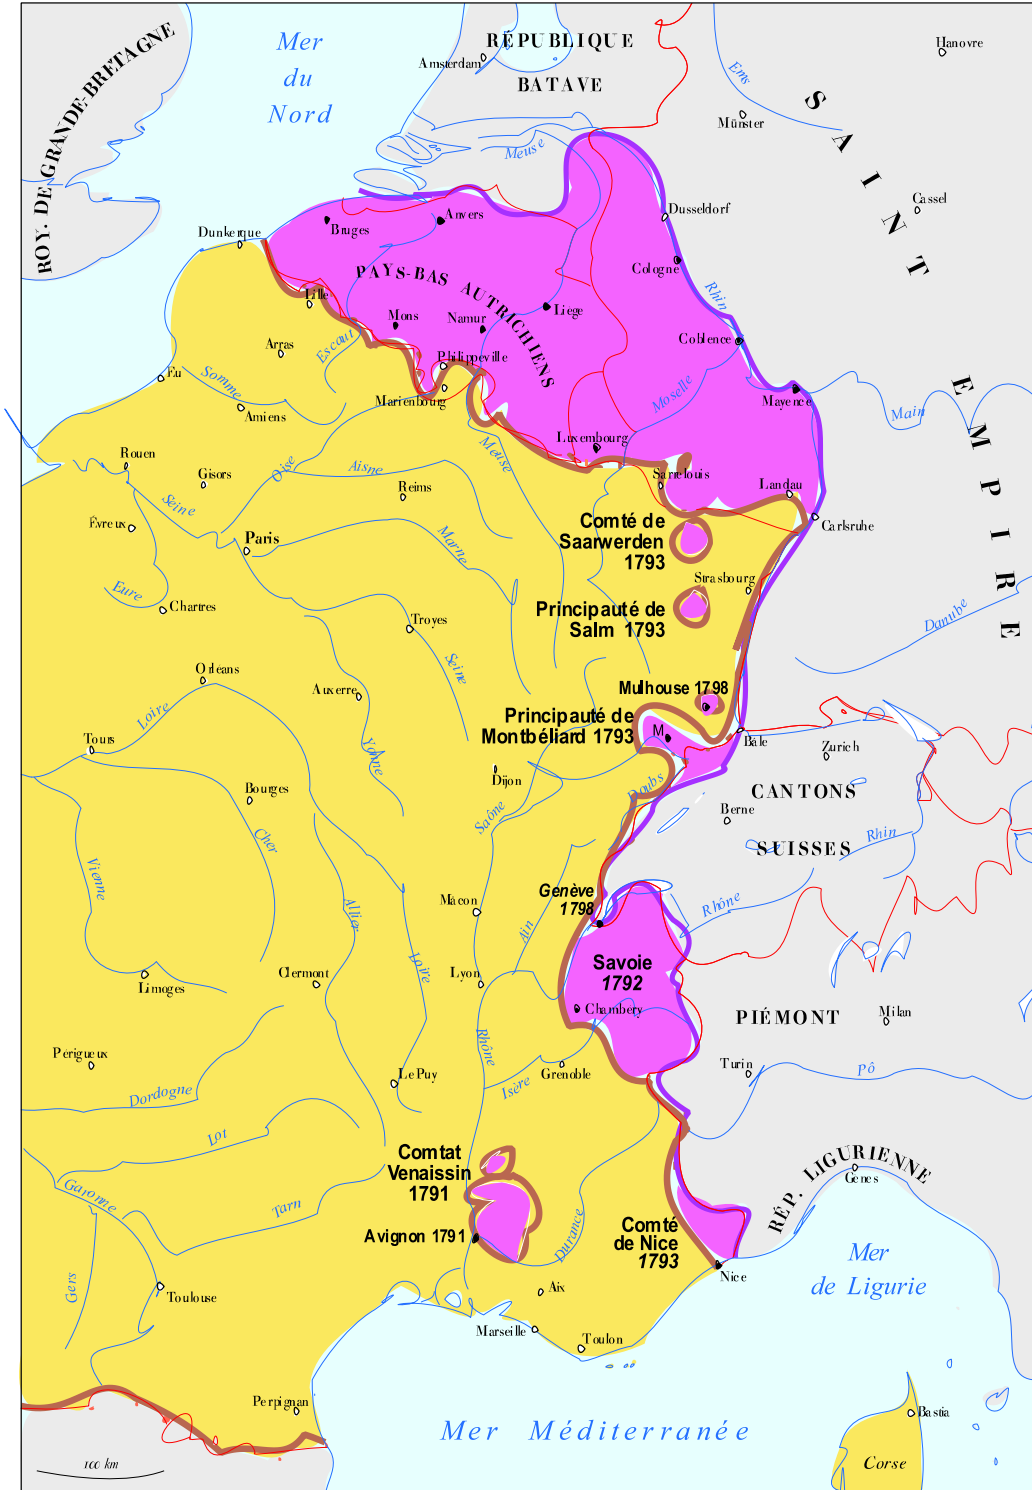 ROY. DE GRANDE-BRETAGNE
Mer
du
Nord
RÉPUBLIQUE
BATAVE
Amsterdam
Hanovre
Ems
Münster
SAINT
EMPIRE
Cassel
Meuse
Dunkerque
Bruges
Anvers
Dusseldorf
Cologne
Rhin
PAYS-BAS AUTRICHIENS
Lille
Mons
Namur
Liege
Coblence
Escaut
Arras
Philippeville
Eu
Somme
Amiens
Marienbourg
Moselle
Mayence
Main
Luxembourg
Meuse
Rouen
Gisors
Oise
Aisne
Reims
Sarrelouis
Landau
Seine
Évreux
Paris
Marne
Carlsruhe
Comté de
Saarwerden
1793
Strasbourg
Eure
Chartres
Troyes
Principauté de
Salm 1793
Danube
Seine
Orléans
Auxerre
Mulhouse 1798
Loire
Principauté de
Montbéliard 1793
M.
Tours
Yonne
Bâle
Zurich
Dijon
Doubs
Bourges
CANTONS
SUISSES
Berne
Rhin
Saône
Cher
Vienne
Allier
Mâcon
Genève
1798
Rhône
Ain
Loire
Savoie
1792
Limoges
Clermont
Lyon
Chambéry
PIÉMONT
Milan
Périgueux
Rhône
Le Puy
Isère
Grenoble
Turin
Pô
Dordogne
Lot
Comtat
Venaissin
1791
RÉP. LIGURIENNE
Gênes
Garonne
Tarn
Avignon 1791
Durance
Comté
de Nice
1793
Mer
de Ligurie
Nice
Gers
Toulouse
Aix
Marseille
Toulon
Perpignan
Mer Méditerranée
Bastia
Corse
100 km